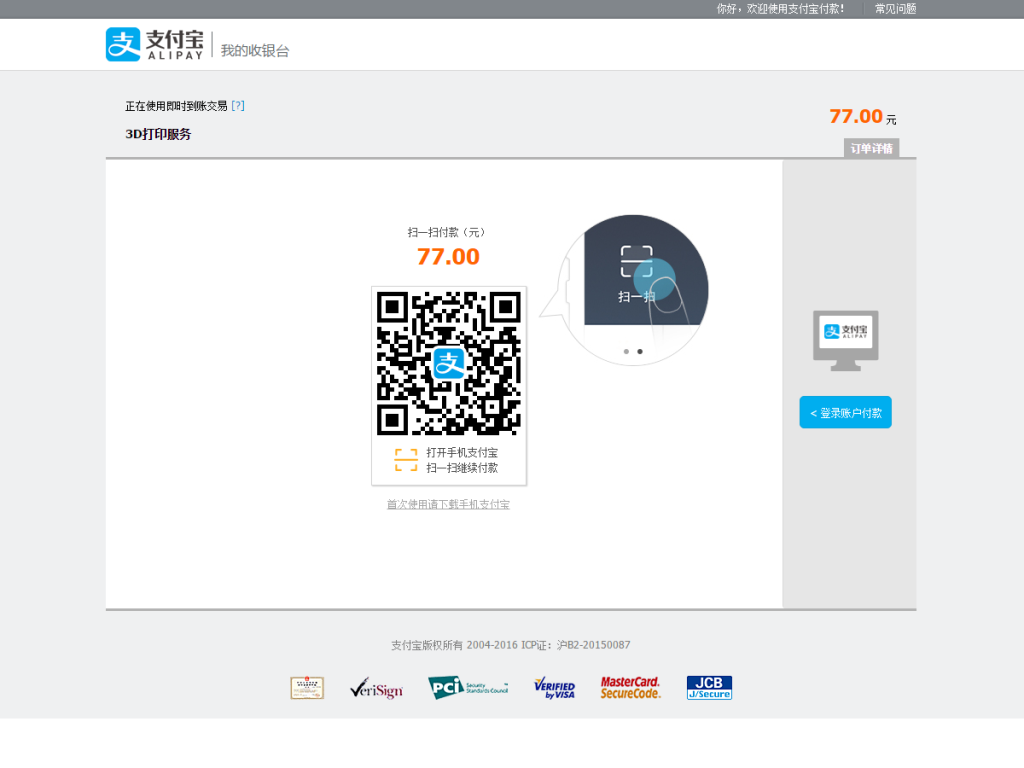 你好，欢迎使用支付宝付款！ 常见问题
支付宝 ALIPAY 我的收银台
正在使用即时到账交易 [?]
3D打印服务
77.00 元
订单详情
扫一扫付款（元）
77.00
扫一扫
支
打开手机支付宝
扫一扫继续付款
首次使用请下载手机支付宝
支付宝
ALIPAY
< 登录账户付款
支付宝版权所有 2004-2016 ICP证：沪B2-20150087
VeriSign
PCi Security Standards Council
VERIFIED by VISA
MasterCard. SecureCode.
JCB J/Secure